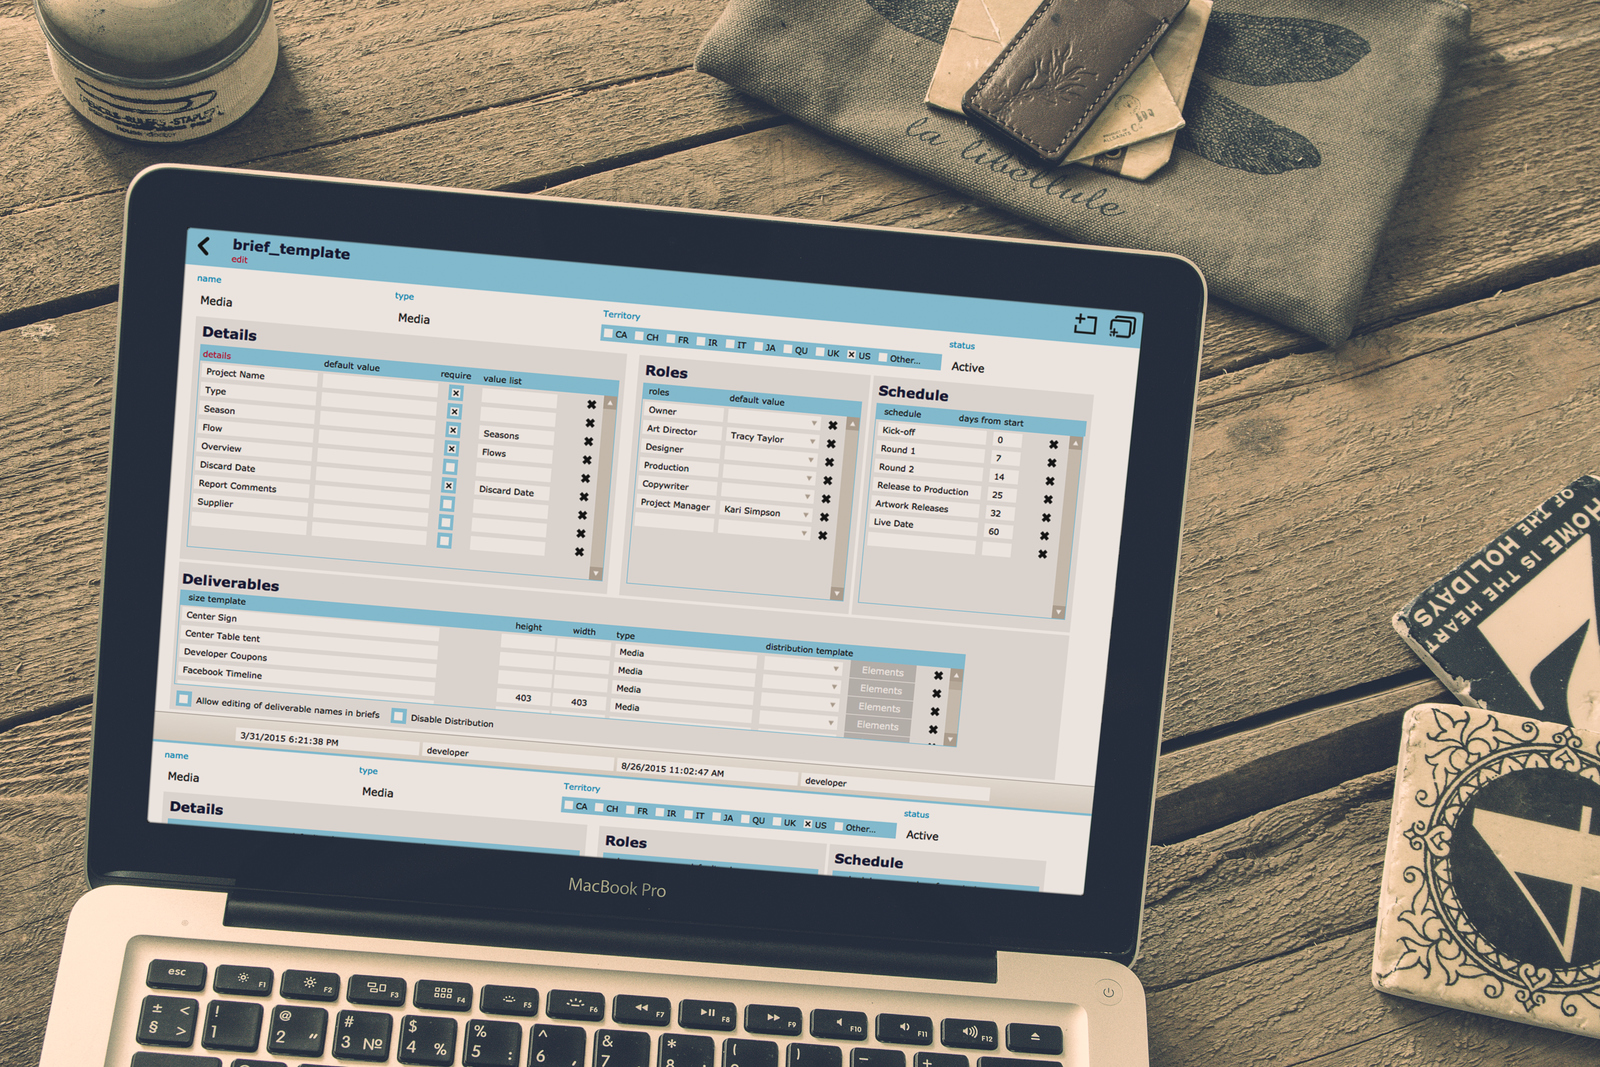 la libellule
brief_template
edit
name
Media
type
Media
Territory
CA CH FR IR IT JA QU UK US Other...
status
Active
Details
details default value require value list
Project Name
Type
Season Seasons
Flow Flows
Overview
Discard Date Discard Date
Report Comments
Supplier
Roles
roles default value
Owner
Art Director Tracy Taylor
Designer
Production
Copywriter
Project Manager Kari Simpson
Schedule
schedule days from start
Kick-off 0
Round 1 7
Round 2 14
Release to Production 25
Artwork Releases 32
Live Date 60
Deliverables
size template height width type distribution template
Center Sign Media Elements
Center Table tent Media Elements
Developer Coupons Media Elements
Facebook Timeline 403 403 Media Elements
Allow editing of deliverable names in briefs Disable Distribution
3/31/2015 6:21:38 PM developer 8/26/2015 11:02:47 AM developer
name
Media
type
Media
Territory
CA CH FR IR IT JA QU UK US Other...
status
Active
Details
Roles
Schedule
MacBook Pro
HOME IS THE HEART
OF THE HOLIDAYS
esc F1 F2 F3 F4 F5 F6 F7 F8 F9 F10 F11 F12
± < ! @ # $ % ^ & * ( ) – +
§ > 1 2 " 3 № 4 % 5 : 6 , 7 8